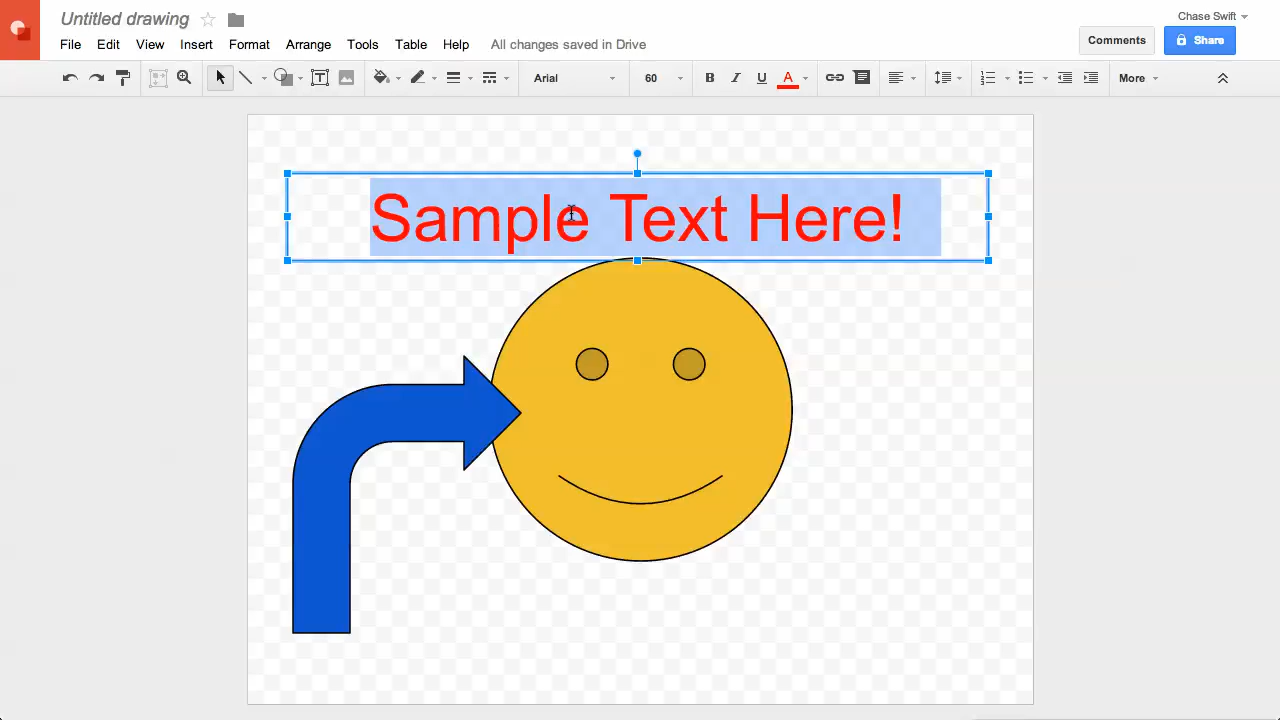 Untitled drawing
Chase Swift
File Edit View Insert Format Arrange Tools Table Help All changes saved in Drive
Comments Share
Arial 60 B I U A More
Sample Text Here!